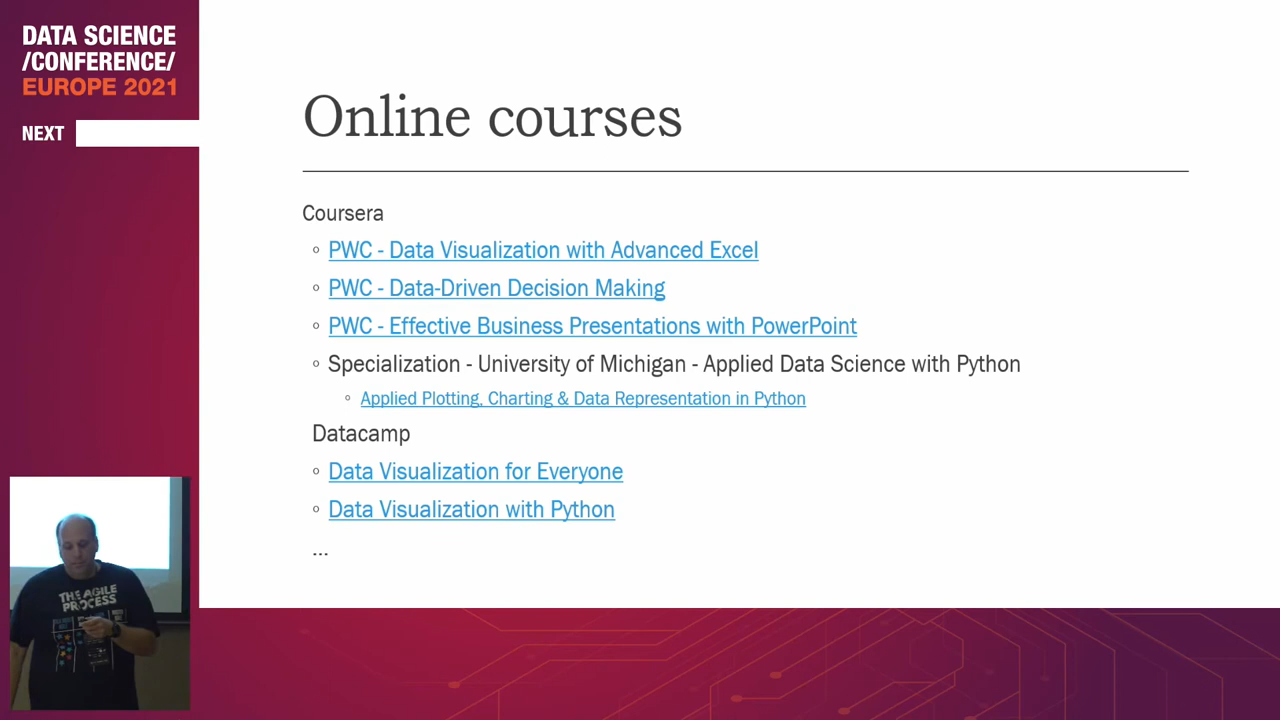 DATA SCIENCE
/CONFERENCE/
EUROPE 2021
NEXT
Online courses
Coursera
◦ PWC - Data Visualization with Advanced Excel
◦ PWC - Data-Driven Decision Making
◦ PWC - Effective Business Presentations with PowerPoint
◦ Specialization - University of Michigan - Applied Data Science with Python
◦ Applied Plotting, Charting & Data Representation in Python
Datacamp
◦ Data Visualization for Everyone
◦ Data Visualization with Python
...
THE AGILE
PROCESS